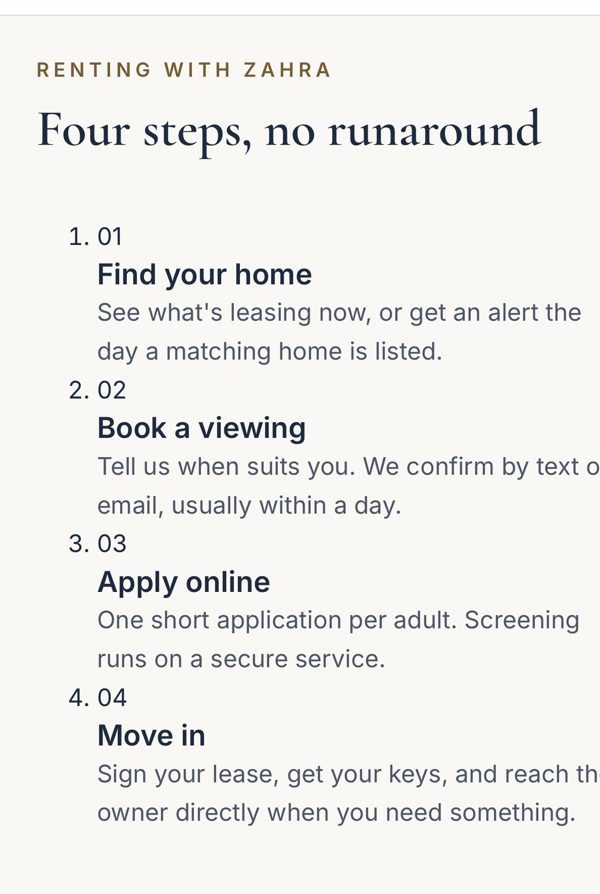 RENTING WITH ZAHRA
Four steps, no runaround
1. 01
Find your home
See what's leasing now, or get an alert the
day a matching home is listed.
2. 02
Book a viewing
Tell us when suits you. We confirm by text
email, usually within a day.
3. 03
Apply online
One short application per adult. Screening
runs on a secure service.
4. 04
Move in
Sign your lease, get your keys, and reach
owner directly when you need something.